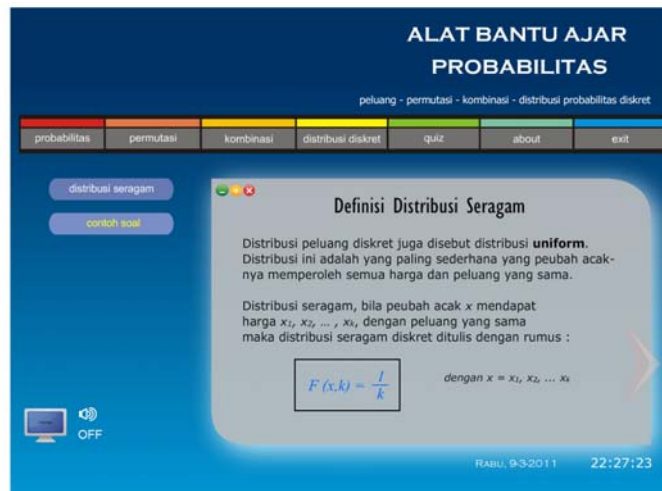 ALAT BANTU AJAR
PROBABILITAS
peluang - permutasi - kombinasi - distribusi probabilitas diskret
probabilitas permutasi kombinasi distribusi diskret quiz about exit
distribusi seragam
contoh soal
Definisi Distribusi Seragam
Distribusi peluang diskret juga disebut distribusi uniform.
Distribusi ini adalah yang paling sederhana yang peubah acak-
nya memperoleh semua harga dan peluang yang sama.
Distribusi seragam, bila peubah acak x mendapat
harga x₁, x₂, ... , xₖ, dengan peluang yang sama
maka distribusi seragam diskret ditulis dengan rumus :
F (x,k) = 1/k dengan x = x₁, x₂, ... xₖ
OFF
RABU, 9-3-2011 22:27:23